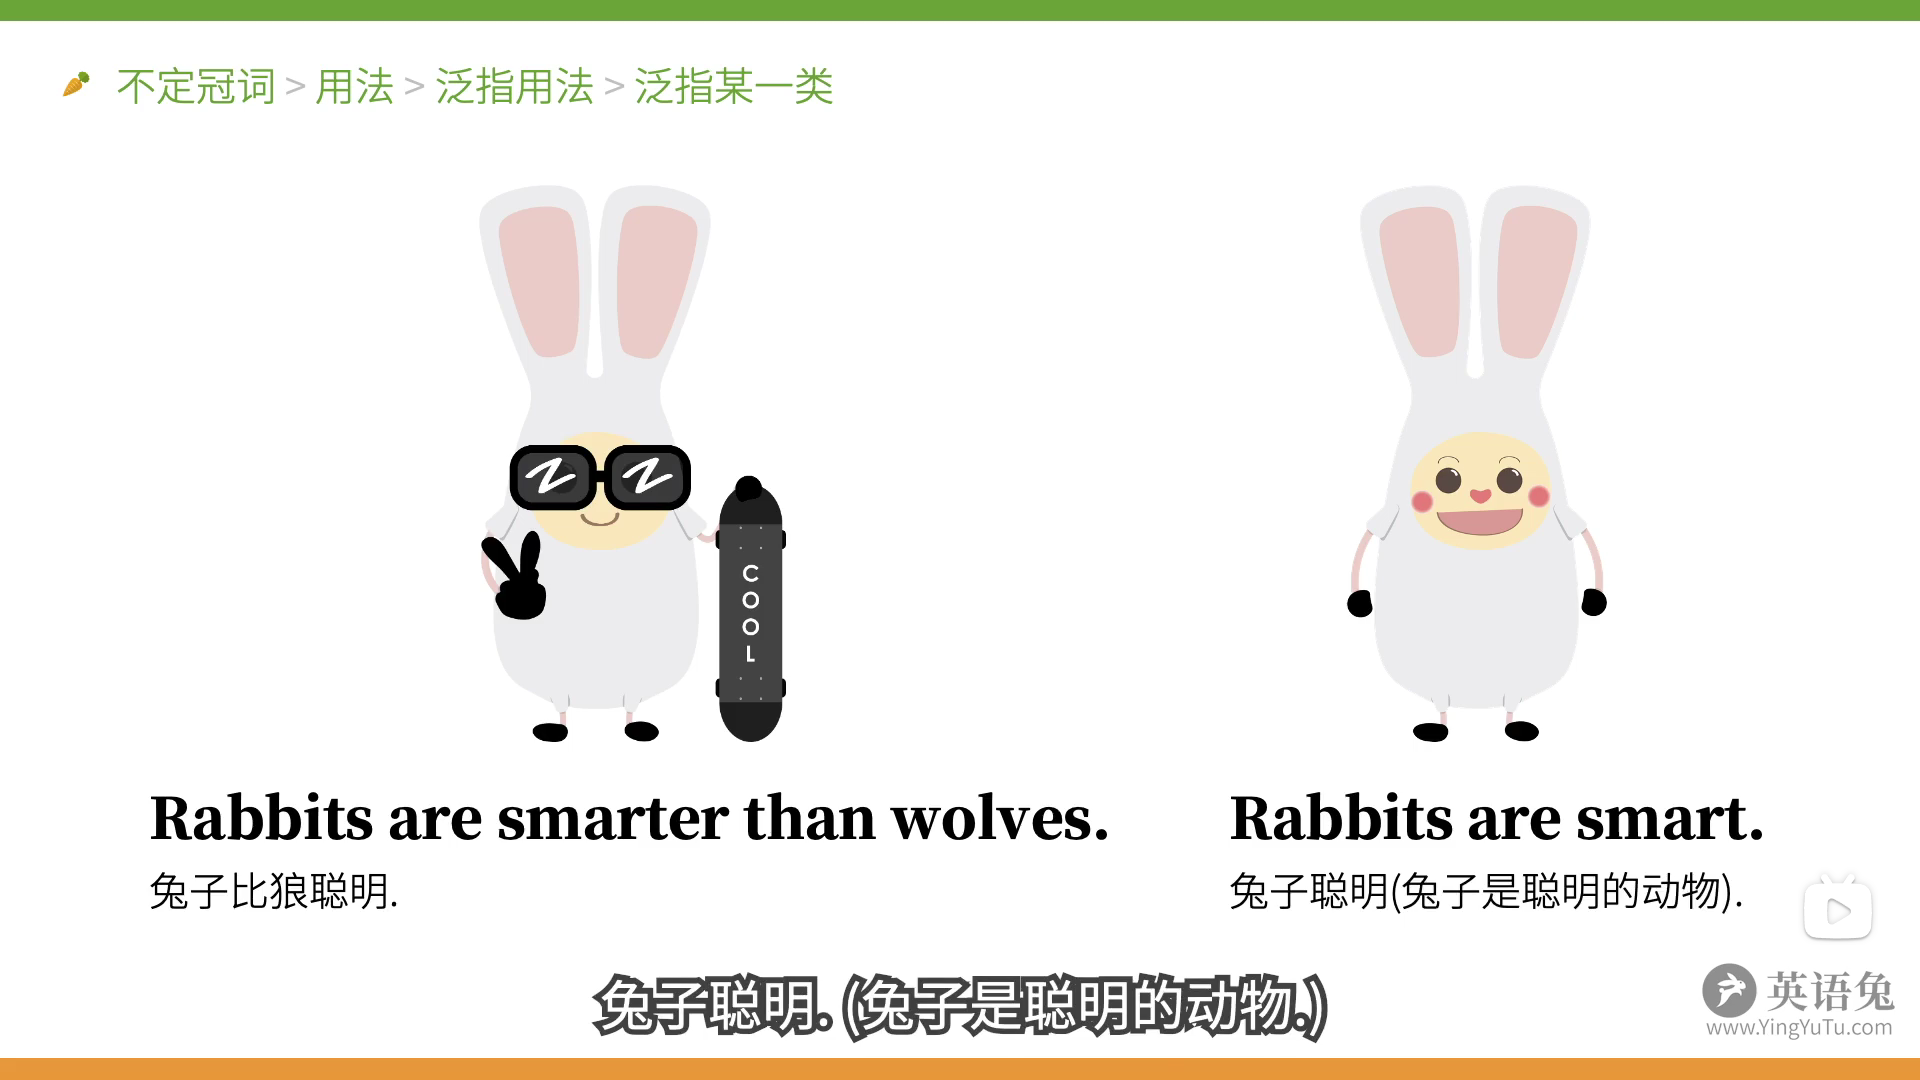 不定冠词 > 用法 > 泛指用法 > 泛指某一类
COOL
Rabbits are smarter than wolves.
兔子比狼聪明.
Rabbits are smart.
兔子聪明(兔子是聪明的动物).
兔子聪明.(兔子是聪明的动物.)
英语兔
www.YingYuTu.com